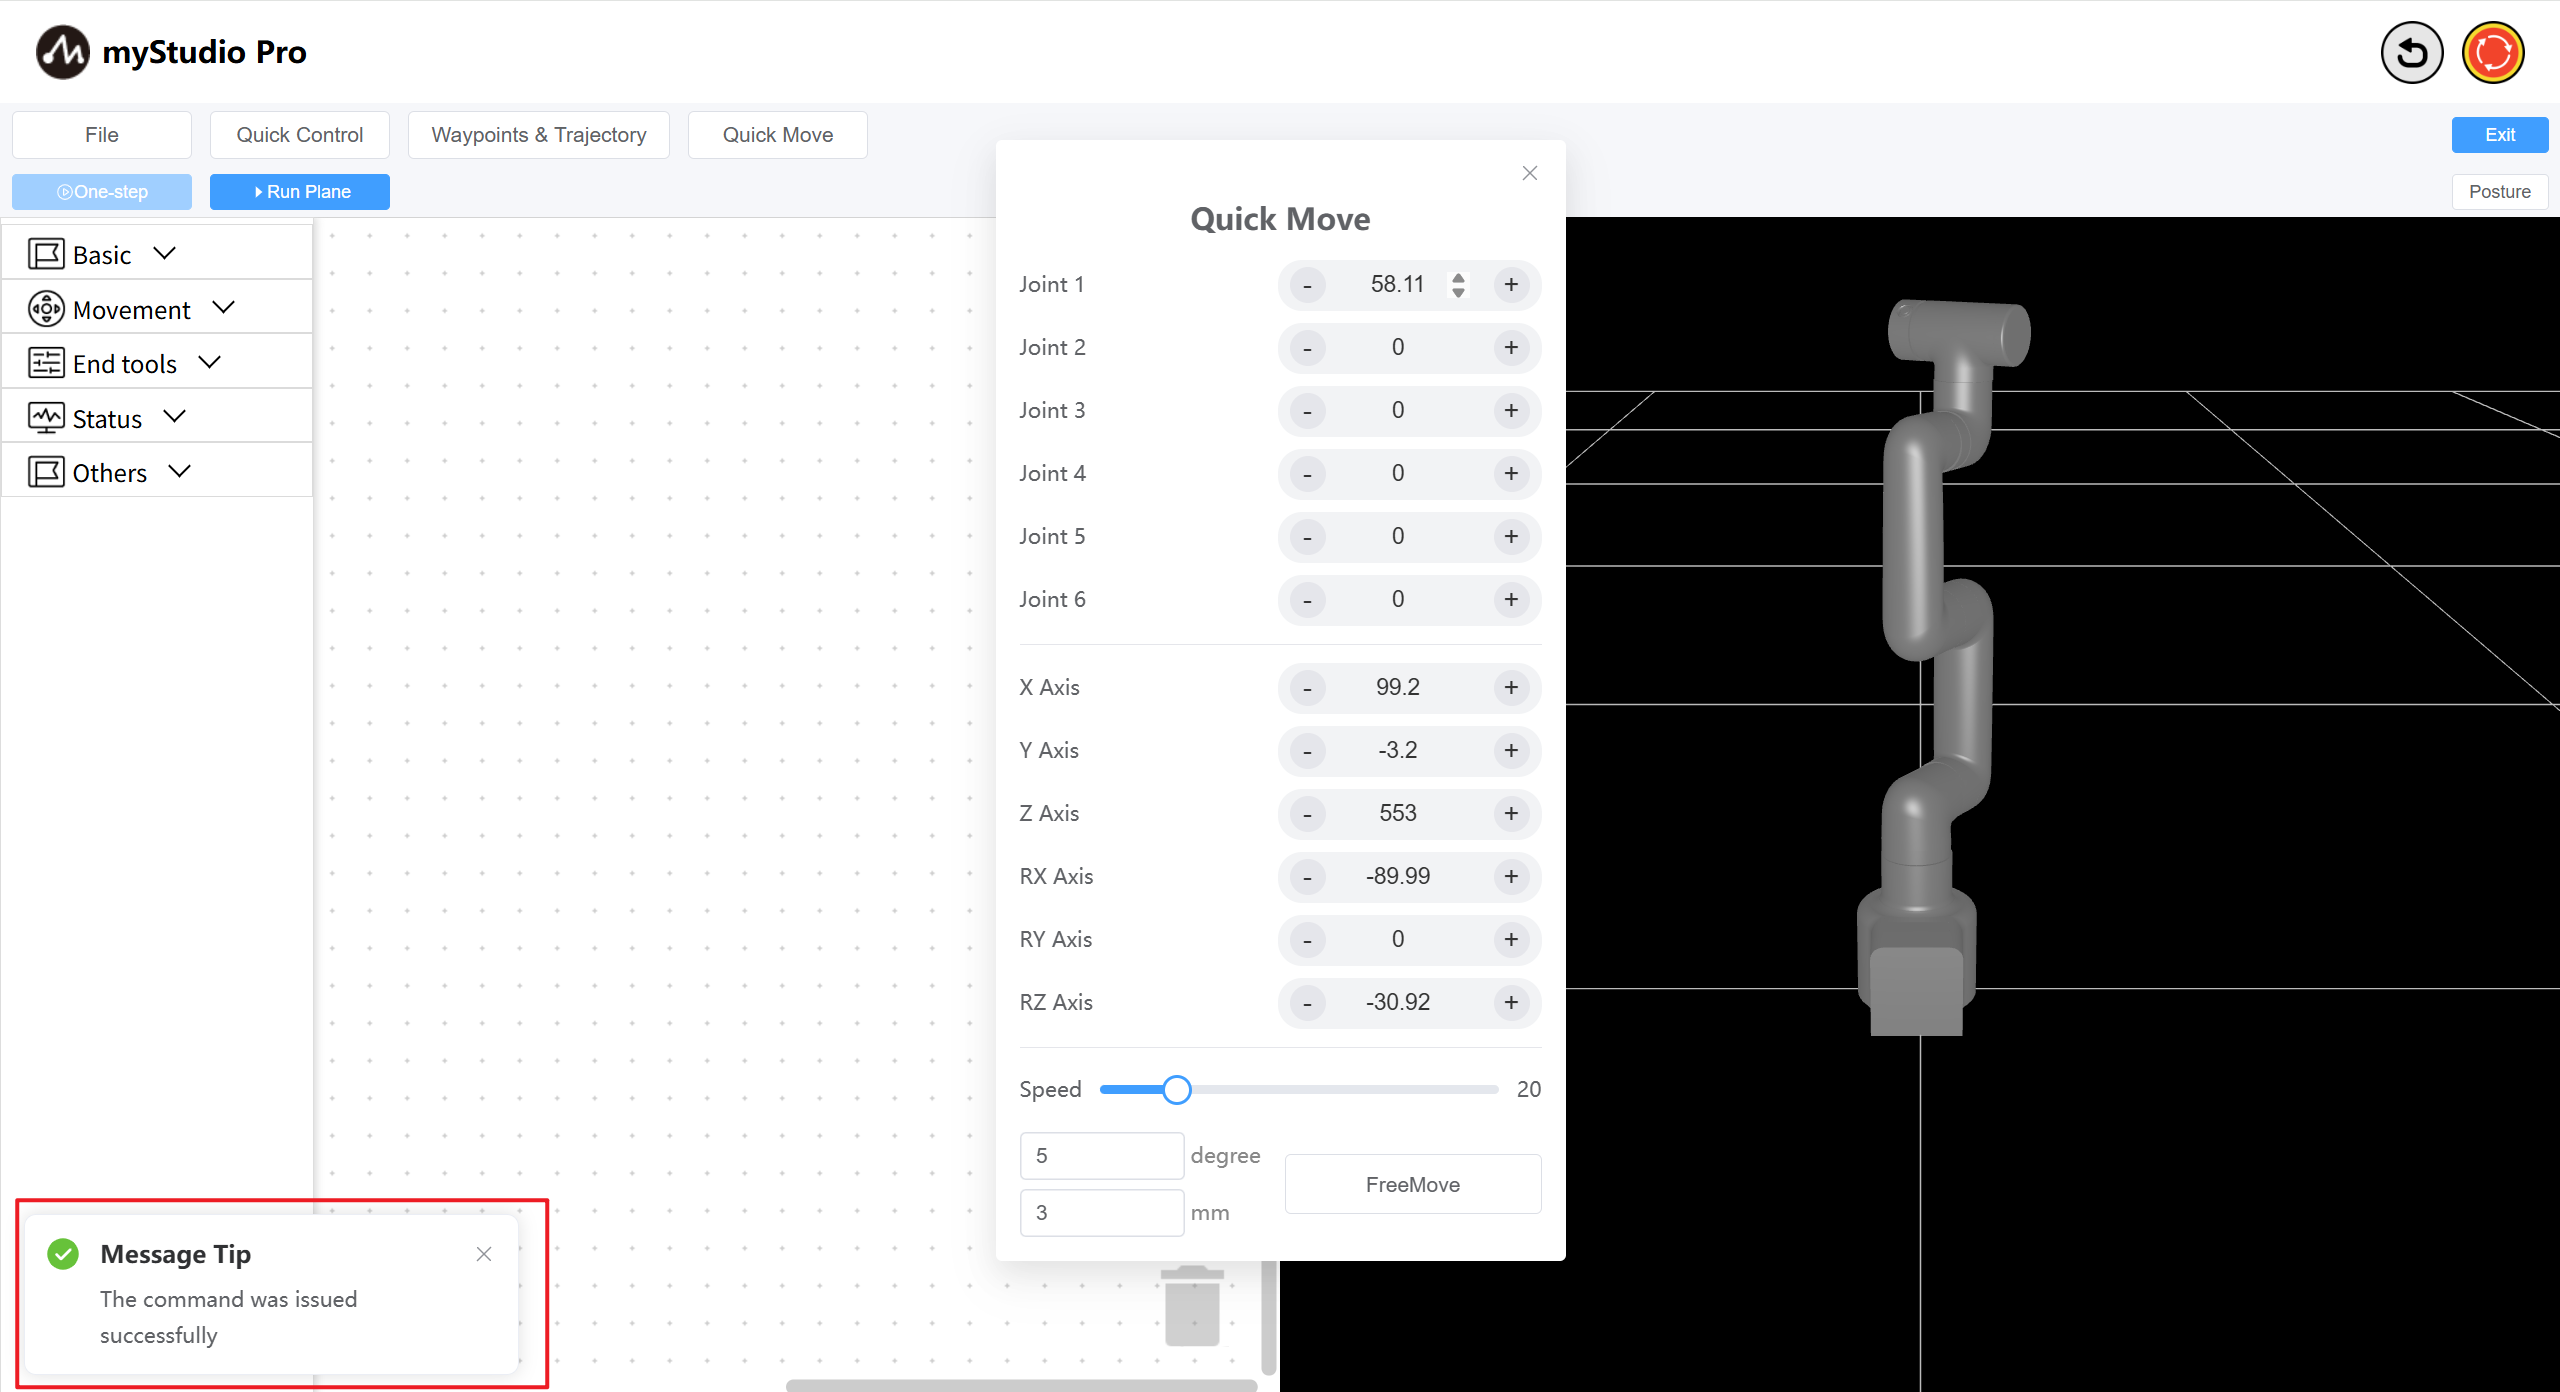 myStudio Pro
File
Quick Control
Waypoints & Trajectory
Quick Move
Exit
One-step
Run Plane
Posture
Basic
Movement
End tools
Status
Others
Quick Move
Joint 1 - 58.11 +
Joint 2 - 0 +
Joint 3 - 0 +
Joint 4 - 0 +
Joint 5 - 0 +
Joint 6 - 0 +
X Axis - 99.2 +
Y Axis - -3.2 +
Z Axis - 553 +
RX Axis - -89.99 +
RY Axis - 0 +
RZ Axis - -30.92 +
Speed 20
5 degree
3 mm
FreeMove
Message Tip
The command was issued
successfully